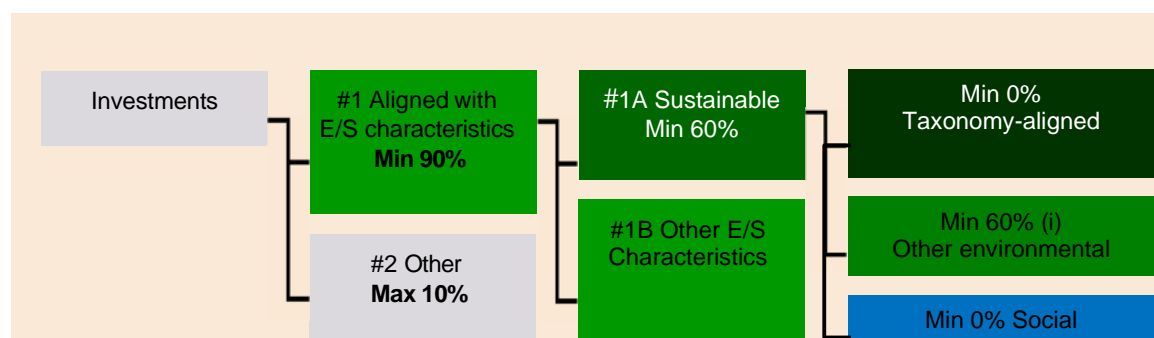 Investments
#1 Aligned with
E/S characteristics
Min 90%
#2 Other
Max 10%
#1A Sustainable
Min 60%
#1B Other E/S
Characteristics
Min 0%
Taxonomy-aligned
Min 60% (i)
Other environmental
Min 0% Social